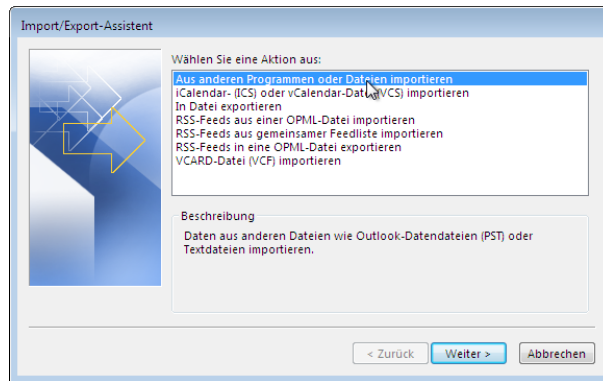 Import/Export-Assistent
Wählen Sie eine Aktion aus:
Aus anderen Programmen oder Dateien importieren
iCalendar- (ICS) oder vCalendar-Datei (VCS) importieren
In Datei exportieren
RSS-Feeds aus einer OPML-Datei importieren
RSS-Feeds aus gemeinsamer Feedliste importieren
RSS-Feeds in eine OPML-Datei exportieren
VCARD-Datei (VCF) importieren
Beschreibung
Daten aus anderen Dateien wie Outlook-Datendateien (PST) oder
Textdateien importieren.
< Zurück Weiter > Abbrechen